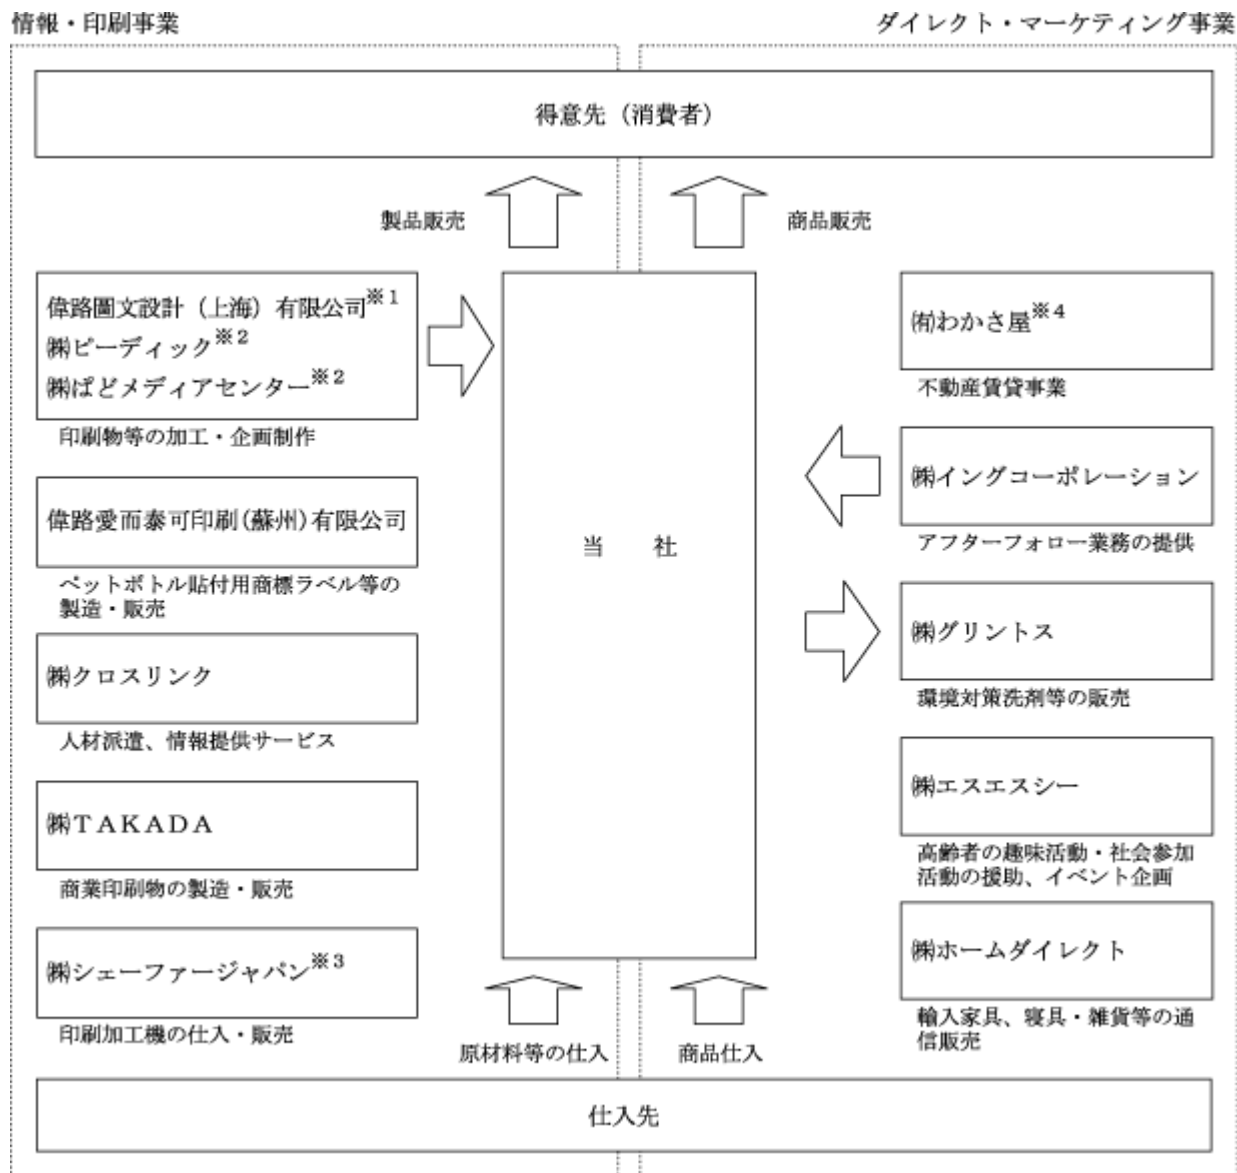 情報・印刷事業
ダイレクト・マーケティング事業
得意先（消費者）
製品販売
商品販売
偉路圖文設計（上海）有限公司※1
㈱ピーディック※2
㈱ぱどメディアセンター※2
印刷物等の加工・企画制作
偉路愛而泰可印刷(蘇州)有限公司
ペットボトル貼付用商標ラベル等の
製造・販売
㈱クロスリンク
人材派遣、情報提供サービス
㈱ＴＡＫＡＤＡ
商業印刷物の製造・販売
㈱シェーファージャパン※3
印刷加工機の仕入・販売
当　　社
㈲わかさ屋※4
不動産賃貸事業
㈱イングコーポレーション
アフターフォロー業務の提供
㈱グリントス
環境対策洗剤等の販売
㈱エスエスシー
高齢者の趣味活動・社会参加
活動の援助、イベント企画
㈱ホームダイレクト
輸入家具、寝具・雑貨等の通
信販売
原材料等の仕入
商品仕入
仕入先